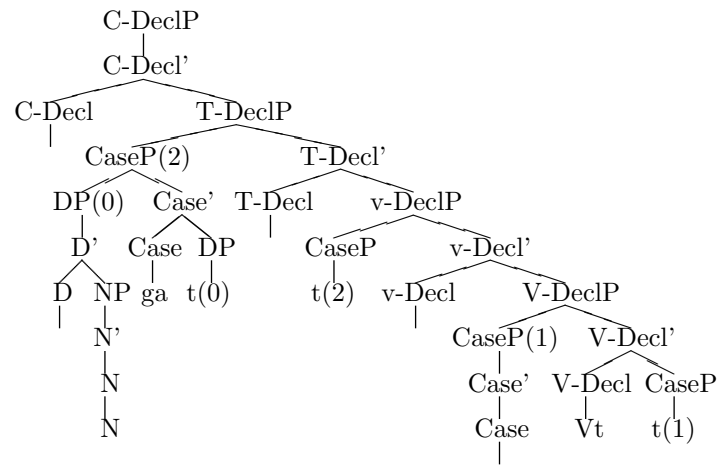 C-DeclP
C-Decl'
C-Decl T-DeclP
CaseP(2) T-Decl'
DP(0) Case' T-Decl v-DeclP
D' Case DP CaseP v-Decl'
D NP ga t(0) t(2) v-Decl V-DeclP
N' CaseP(1) V-Decl'
N Case' V-Decl CaseP
N Case Vt t(1)